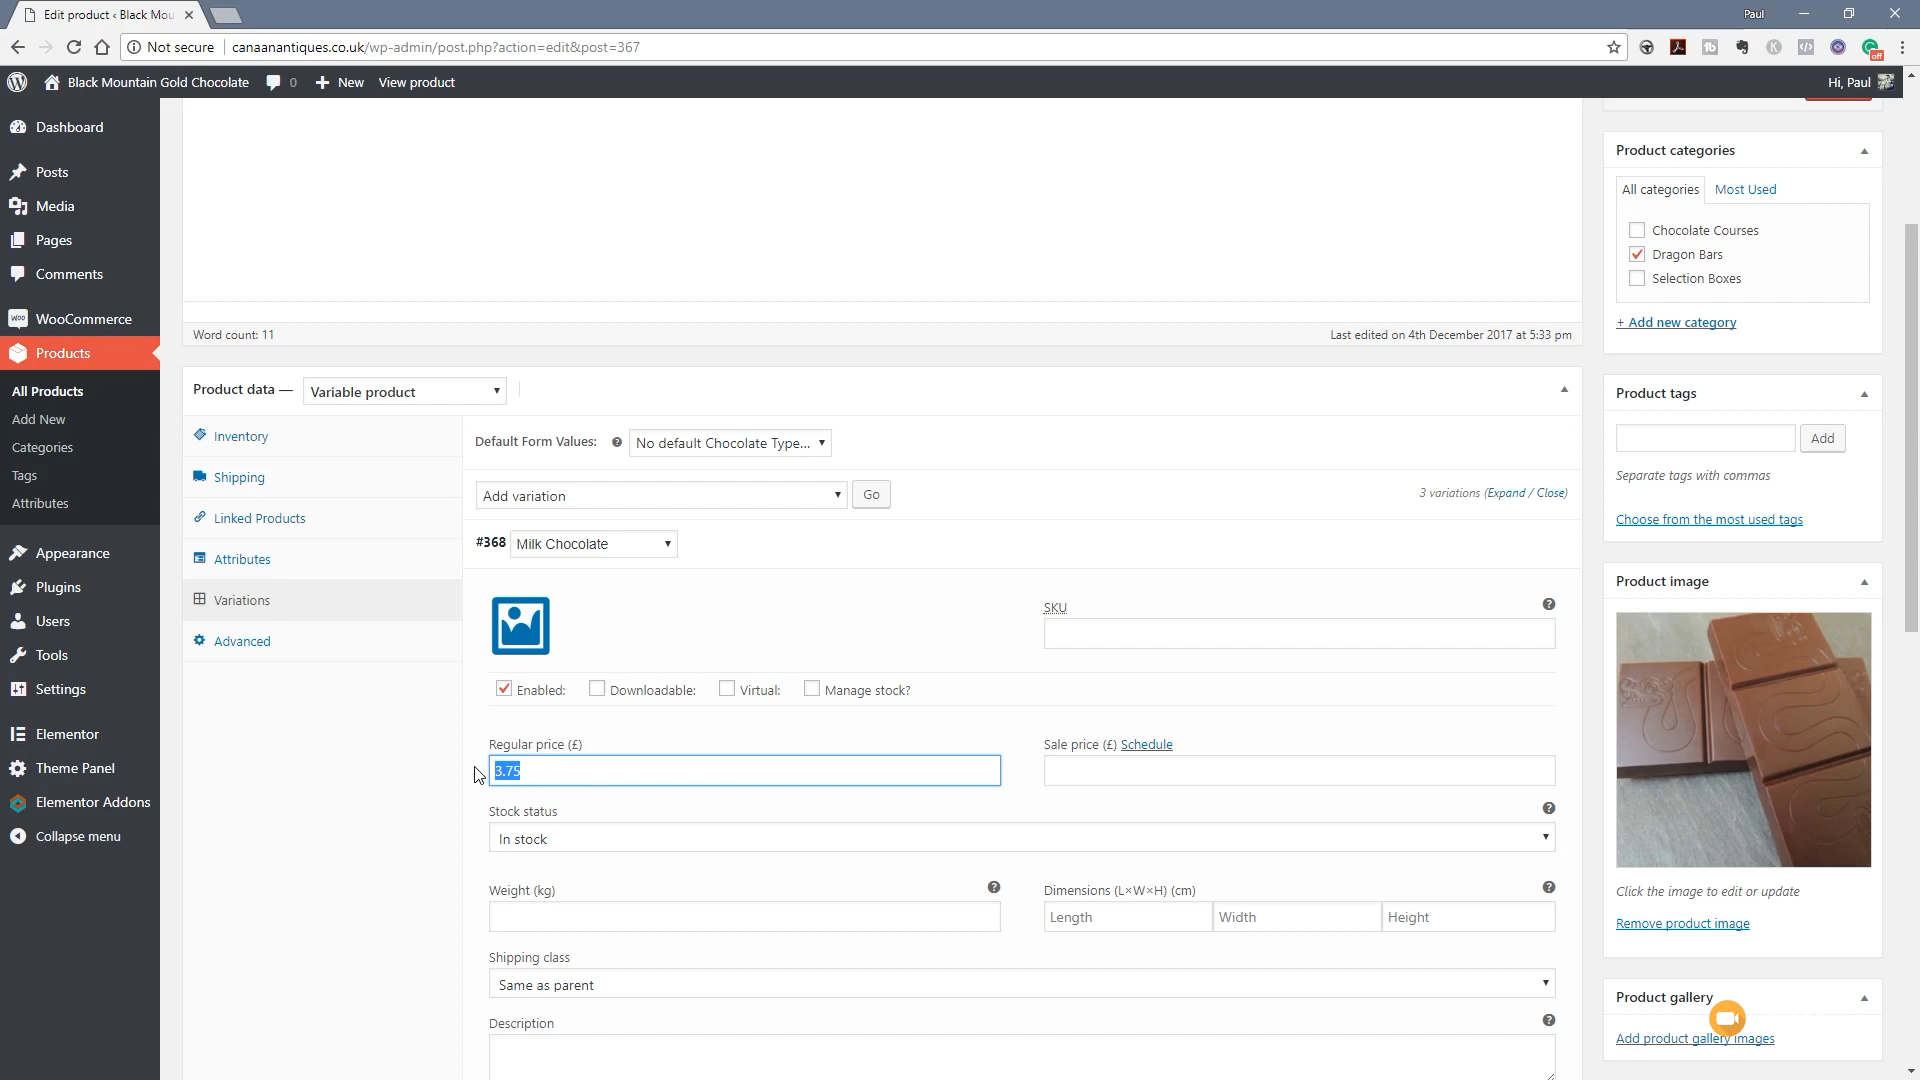 Edit product ‹ Black Mou
Paul
Not secure
canaanantiques.co.uk/wp-admin/post.php?action=edit&post=367
off
Black Mountain Gold Chocolate
0
New
View product
Hi, Paul
Dashboard
Posts
Media
Pages
Comments
WooCommerce
Products
All Products
Add New
Categories
Tags
Attributes
Appearance
Plugins
Users
Tools
Settings
Elementor
Theme Panel
Elementor Addons
Collapse menu
Word count: 11
Last edited on 4th December 2017 at 5:33 pm
Product data —
Variable product
Inventory
Shipping
Linked Products
Attributes
Variations
Advanced
Default Form Values:
No default Chocolate Type...
Add variation
Go
3 variations (Expand / Close)
#368
Milk Chocolate
SKU
Enabled:
Downloadable:
Virtual:
Manage stock?
Regular price (£)
3.75
Sale price (£) Schedule
Stock status
In stock
Weight (kg)
Dimensions (L×W×H) (cm)
Length
Width
Height
Shipping class
Same as parent
Description
Product categories
All categories
Most Used
Chocolate Courses
Dragon Bars
Selection Boxes
+ Add new category
Product tags
Add
Separate tags with commas
Choose from the most used tags
Product image
Click the image to edit or update
Remove product image
Product gallery
Add product gallery images